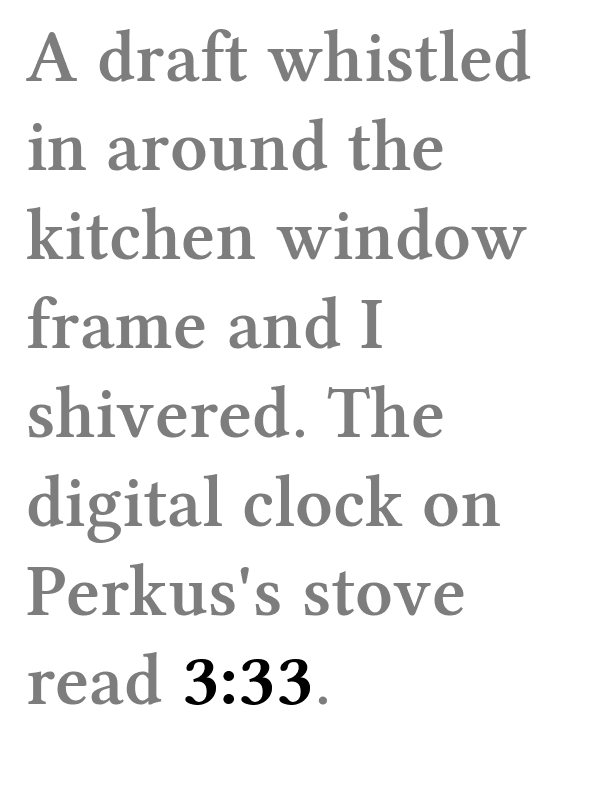 A draft whistled
in around the
kitchen window
frame and I
shivered. The
digital clock on
Perkus's stove
read 3:33.